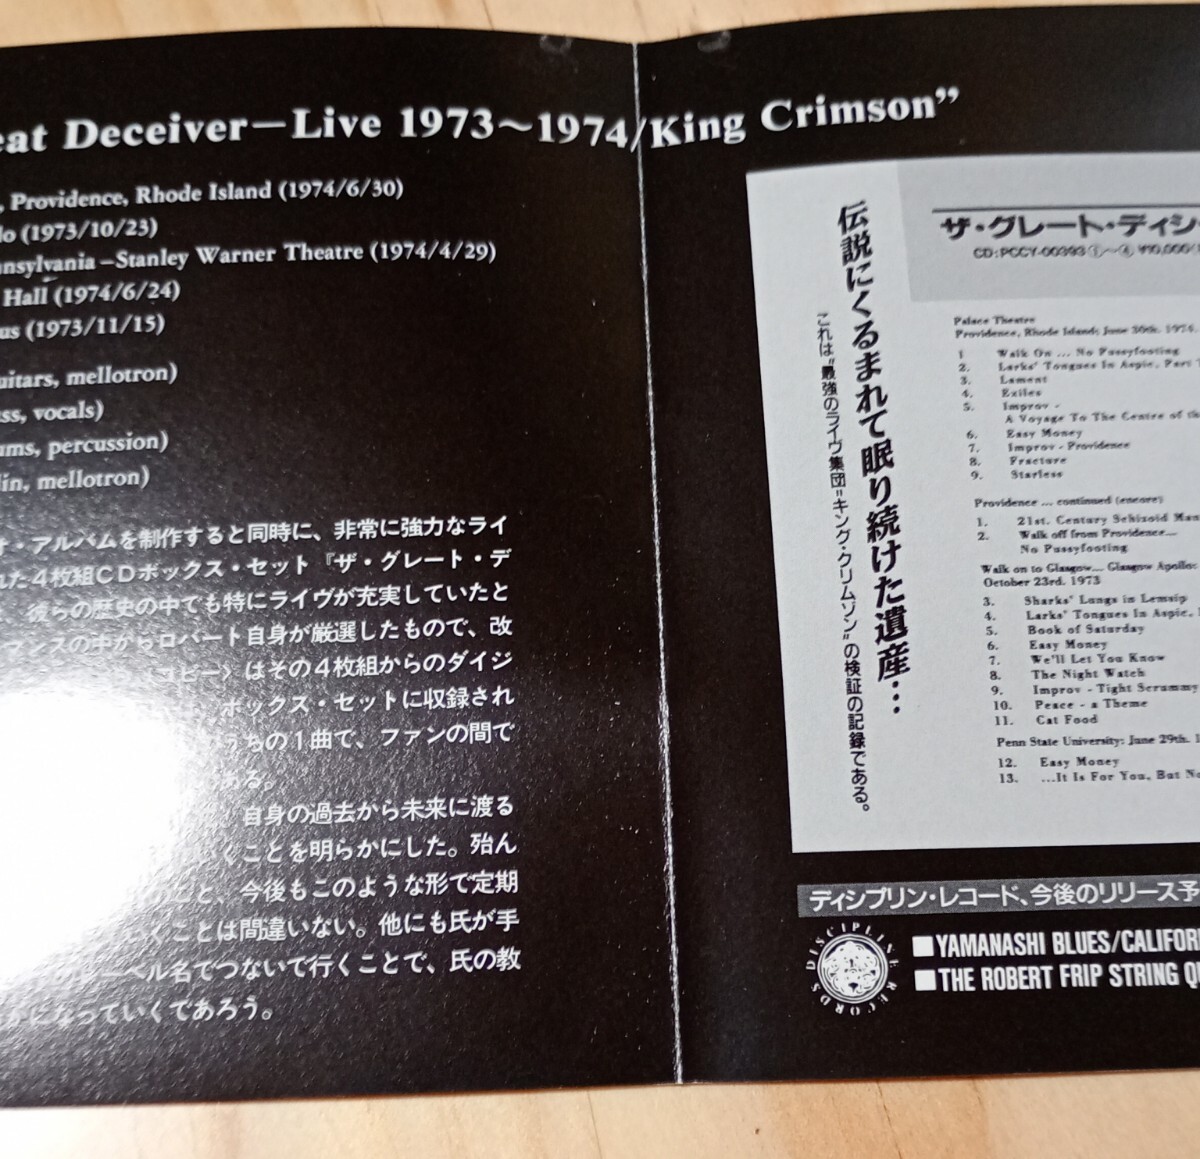 eat Deceiver—Live 1973～1974/King Crimson”
, Providence, Rhode Island (1974/6/30)
lo (1973/10/23)
nnsylvania－Stanley Warner Theatre (1974/4/29)
Hall (1974/6/24)
us (1973/11/15)
uitars, mellotron)
ss, vocals)
ums, percussion)
lin, mellotron)
オ・アルバムを制作すると同時に、非常に強力なライ
れた4枚組CDボックス・セット『ザ・グレート・デ
彼らの歴史の中でも特にライヴが充実していたと
マンスの中からロバート自身が厳選したもので、改
コピー〉はその4枚組からのダイジ
ボックス・セットに収録され
うちの1曲で、ファンの間で
ある。
自身の過去から未来に渡る
くことを明らかにした。殆ん
のこと、今後もこのような形で定期
くことは間違いない。他にも氏が手
レーベル名でつないで行くことで、氏の教
かになっていくであろう。
伝説にくるまれて眠り続けた遺産…
これは“最強のライヴ集団”キング・クリムゾン”の検証の記録である。
ザ・グレート・ディシ
CD:PCCY-00393①～④ ¥10,000
Palace Theatre
Providence, Rhode Island; June 30th. 1974.
1 Walk On ... No Pussyfooting
2. Larks' Tongues In Aspic, Part
3. Lament
4. Exiles
5. Improv -
A Voyage To The Centre of th
6. Easy Money
7. Improv - Providence
8. Fracture
9. Starless
Providence ... continued (encore)
1. 21st. Century Schizoid Man
2. Walk off from Providence...
No Pussyfooting
Walk on to Glasgow.... Glasgow Apollo:
October 23rd. 1973
3. Sharks' Lungs in Lemsip
4. Larks' Tongues In Aspic,
5. Book of Saturday
6. Easy Money
7. We'll Let You Know
8. The Night Watch
9. Improv - Tight Scrummy
10. Peace - a Theme
11. Cat Food
Penn State University: June 29th. 1
12. Easy Money
13. ...It Is For You, But No
ディシプリン・レコード、今後のリリース予
DISCIPLINE RECORDS
■YAMANASHI BLUES/CALIFOR
■THE ROBERT FRIP STRING QU